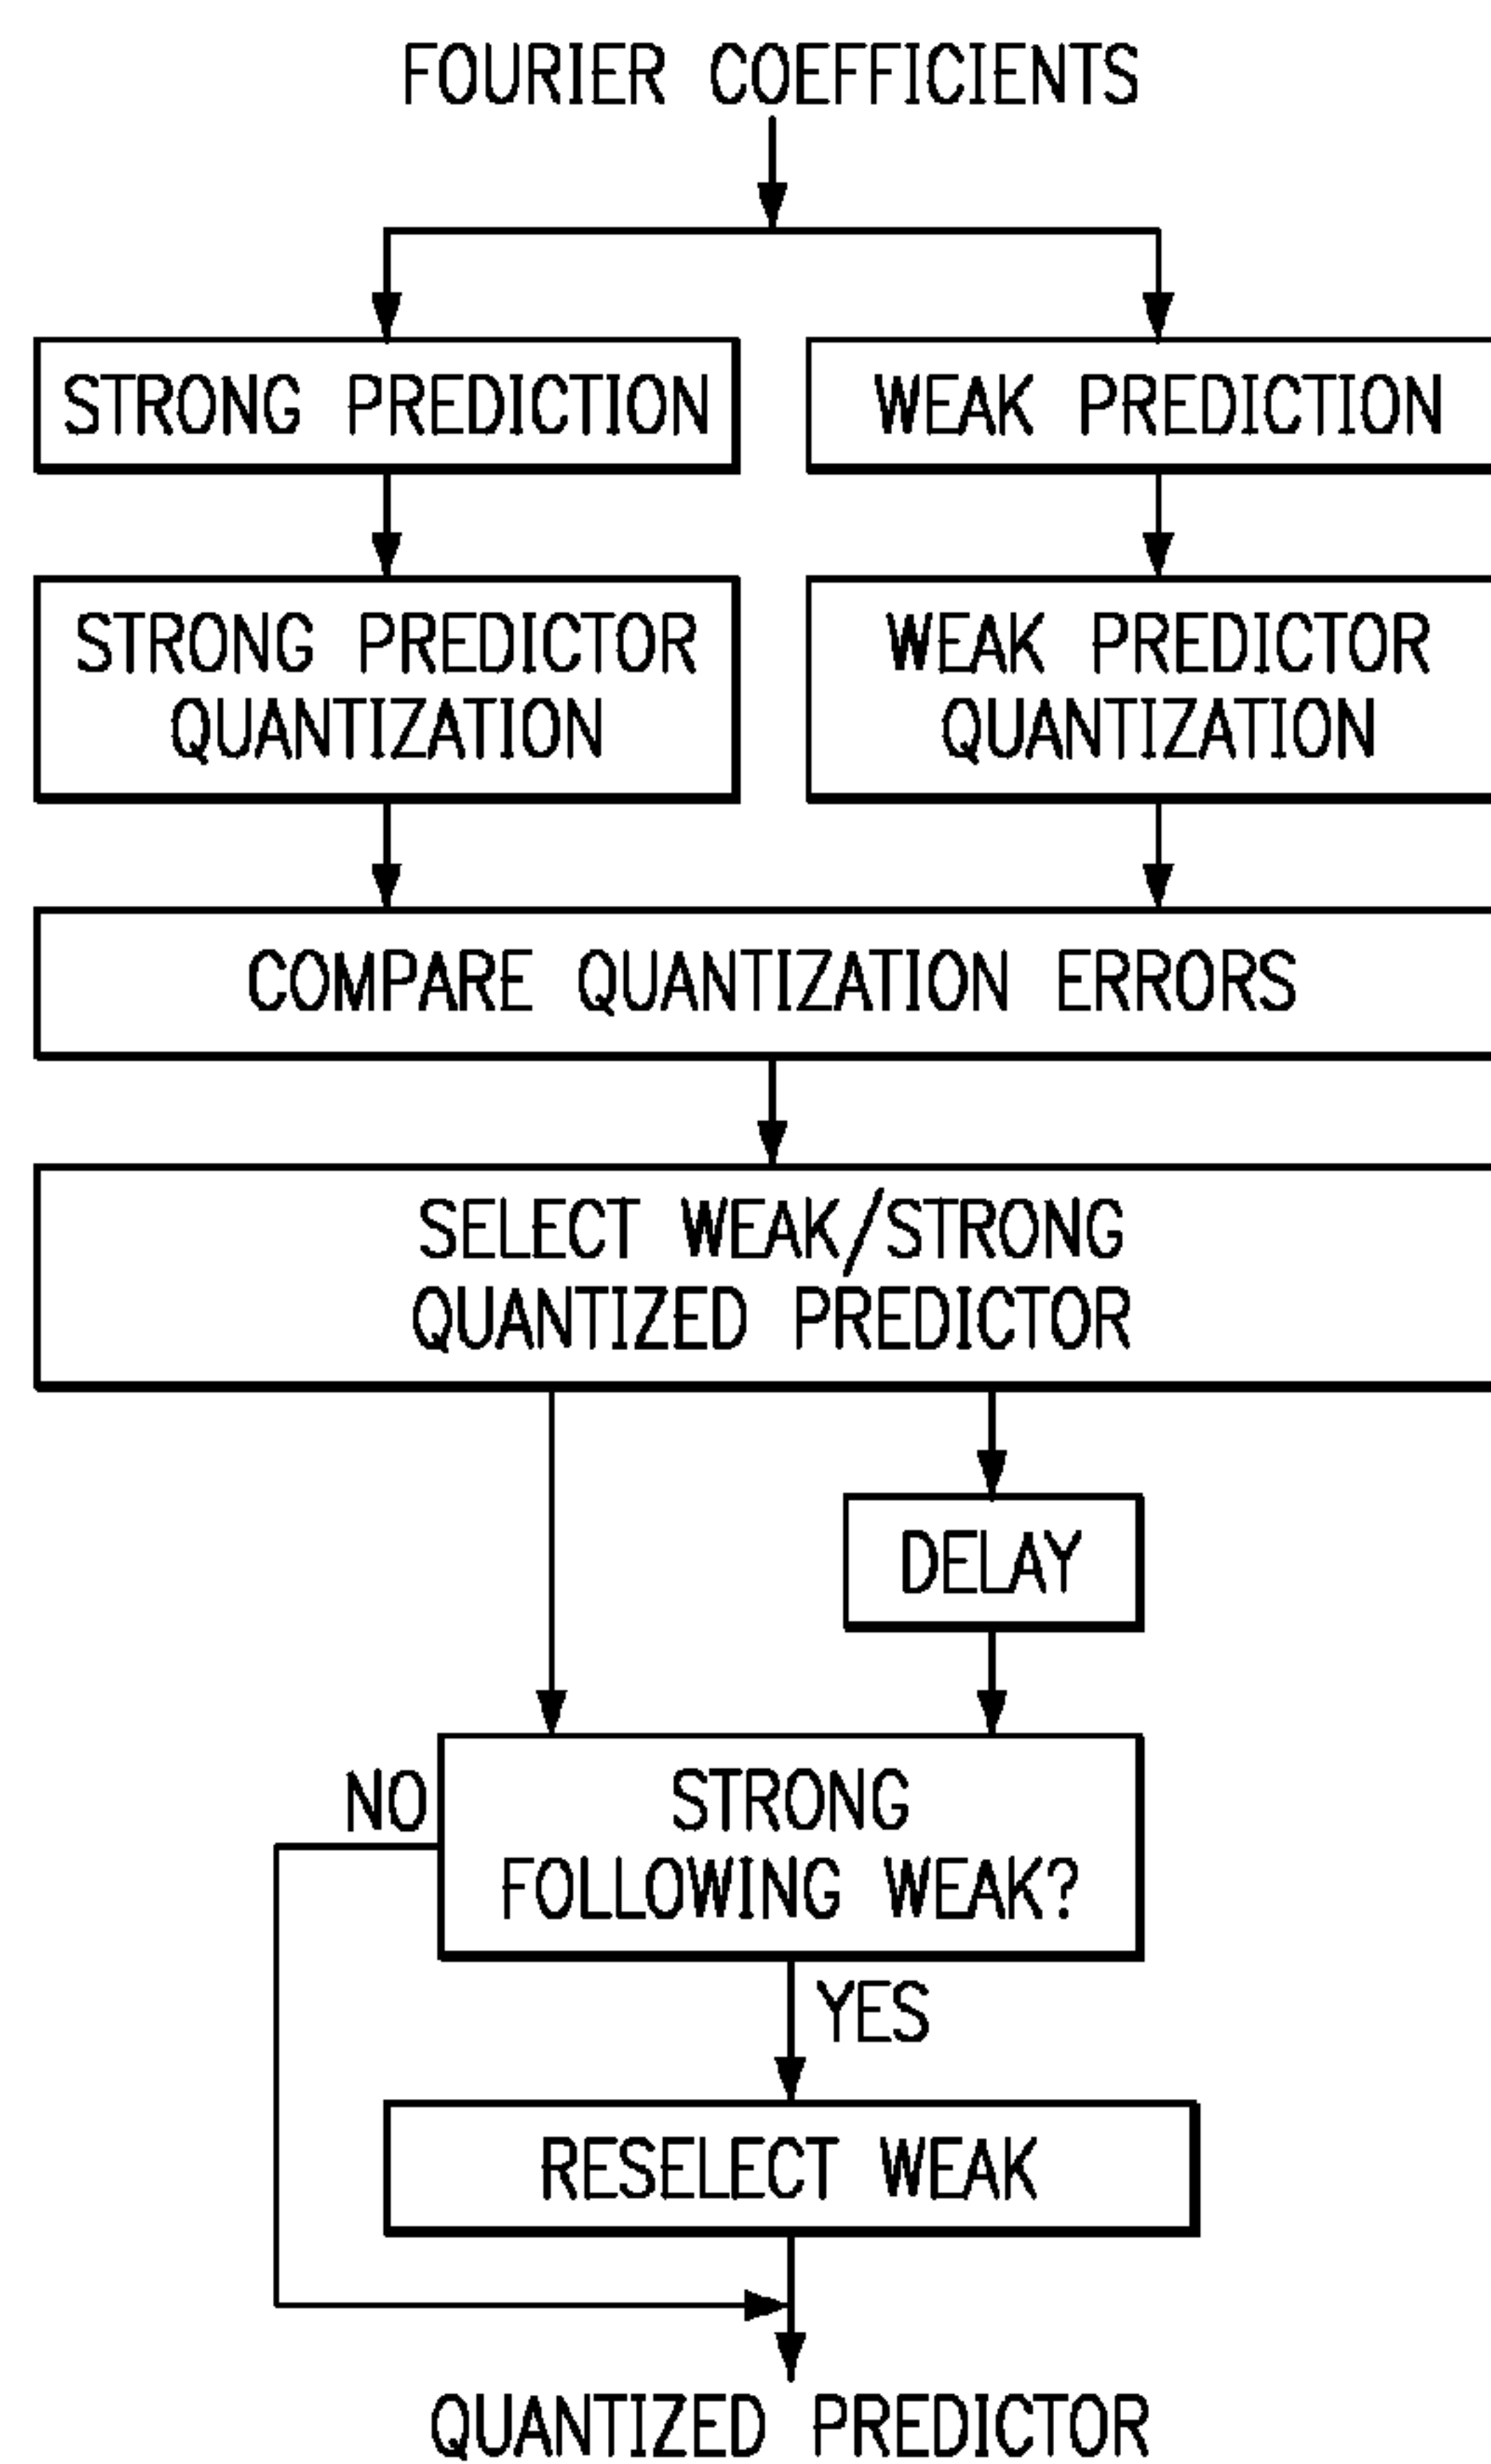 FOURIER COEFFICIENTS
STRONG PREDICTION
WEAK PREDICTION
STRONG PREDICTOR
QUANTIZATION
WEAK PREDICTOR
QUANTIZATION
COMPARE QUANTIZATION ERRORS
SELECT WEAK/STRONG
QUANTIZED PREDICTOR
DELAY
NO
STRONG
FOLLOWING WEAK?
YES
RESELECT WEAK
QUANTIZED PREDICTOR